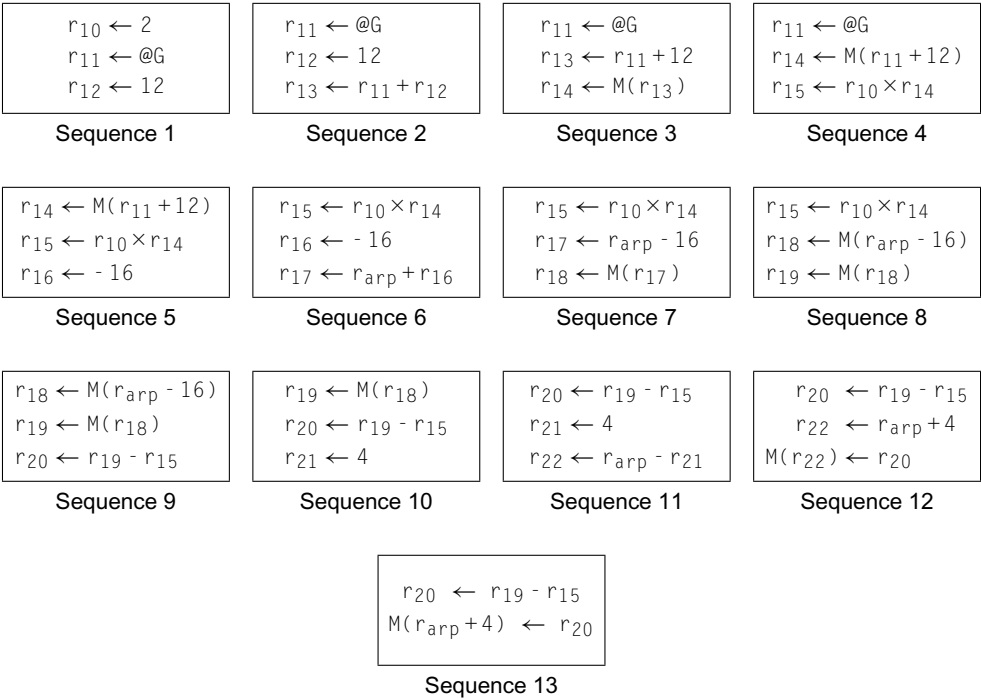 r10 ← 2
r11 ← @G
r12 ← 12
Sequence 1
r11 ← @G
r12 ← 12
r13 ← r11+r12
Sequence 2
r11 ← @G
r13 ← r11+12
r14 ← M(r13)
Sequence 3
r11 ← @G
r14 ← M(r11+12)
r15 ← r10×r14
Sequence 4
r14 ← M(r11+12)
r15 ← r10×r14
r16 ← -16
Sequence 5
r15 ← r10×r14
r16 ← -16
r17 ← rarp+r16
Sequence 6
r15 ← r10×r14
r17 ← rarp-16
r18 ← M(r17)
Sequence 7
r15 ← r10×r14
r18 ← M(rarp-16)
r19 ← M(r18)
Sequence 8
r18 ← M(rarp-16)
r19 ← M(r18)
r20 ← r19-r15
Sequence 9
r19 ← M(r18)
r20 ← r19-r15
r21 ← 4
Sequence 10
r20 ← r19-r15
r21 ← 4
r22 ← rarp-r21
Sequence 11
r20 ← r19-r15
r22 ← rarp+4
M(r22) ← r20
Sequence 12
r20 ← r19-r15
M(rarp+4) ← r20
Sequence 13